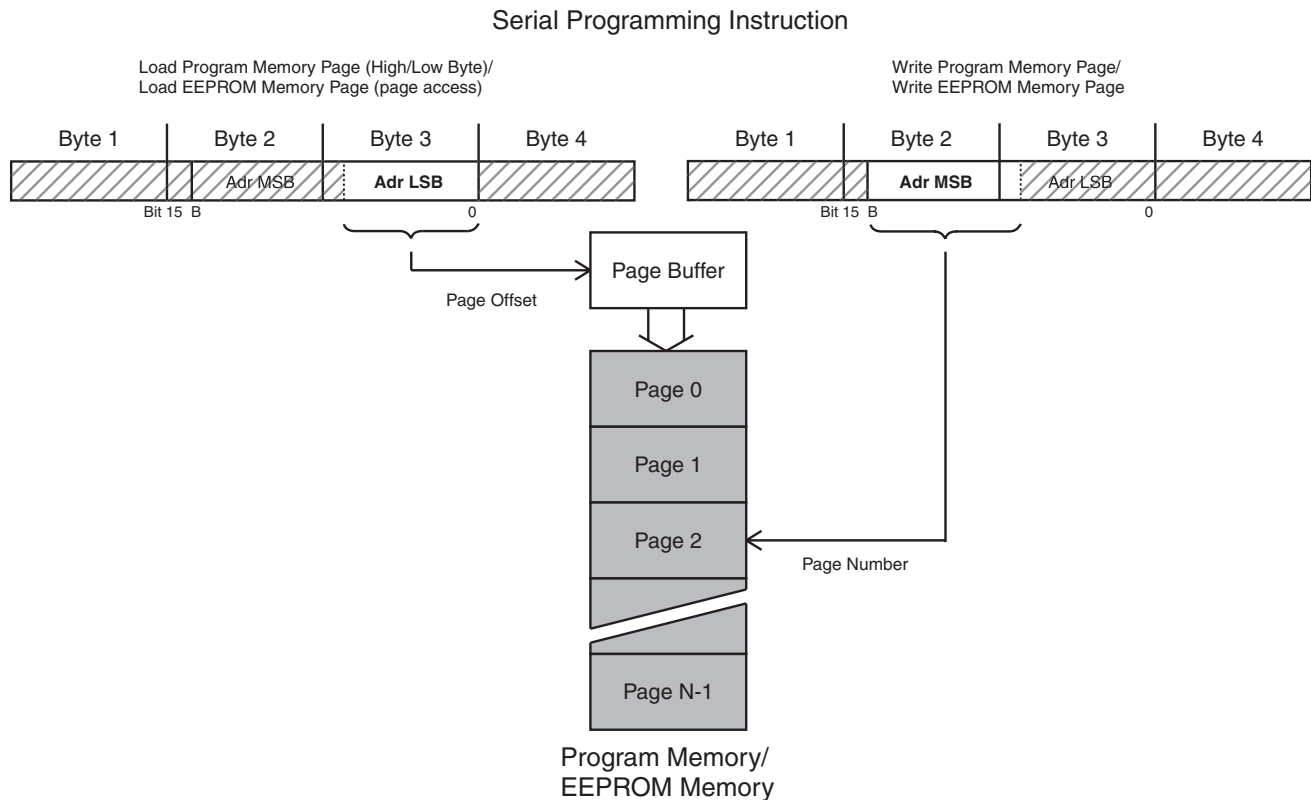 Serial Programming Instruction
Load Program Memory Page (High/Low Byte)/
Load EEPROM Memory Page (page access)
Write Program Memory Page/
Write EEPROM Memory Page
Byte 1 Byte 2 Byte 3 Byte 4
Byte 1 Byte 2 Byte 3 Byte 4
Adr MSB Adr LSB
Adr MSB Adr LSB
Bit 15 B 0
Bit 15 B 0
Page Buffer
Page Offset
Page 0
Page 1
Page 2
Page Number
Page N-1
Program Memory/
EEPROM Memory